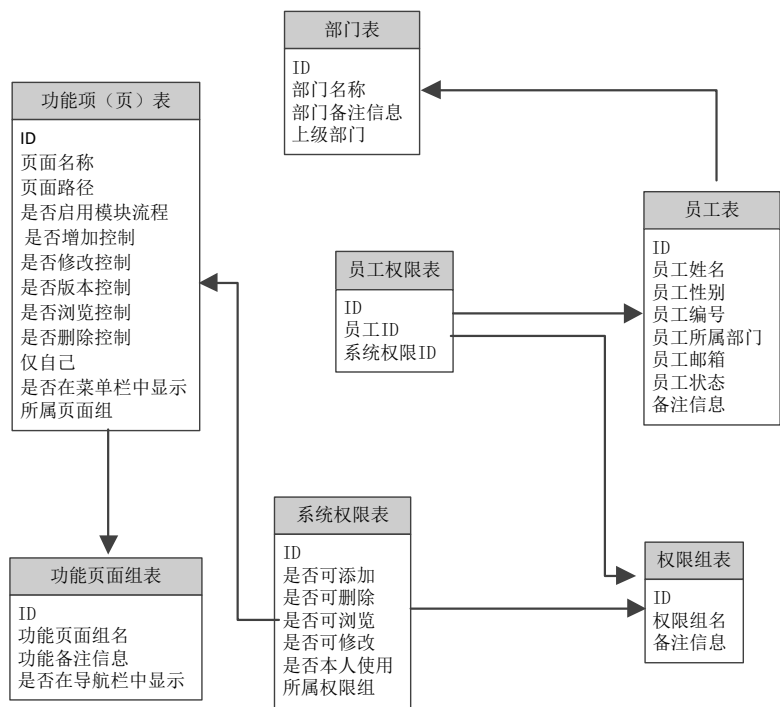 部门表
ID
部门名称
部门备注信息
上级部门
功能项（页）表
ID
页面名称
页面路径
是否启用模块流程
是否增加控制
是否修改控制
是否版本控制
是否浏览控制
是否删除控制
仅自己
是否在菜单栏中显示
所属页面组
员工表
ID
员工姓名
员工性别
员工编号
员工所属部门
员工邮箱
员工状态
备注信息
员工权限表
ID
员工ID
系统权限ID
系统权限表
ID
是否可添加
是否可删除
是否可浏览
是否可修改
是否本人使用
所属权限组
权限组表
ID
权限组名
备注信息
功能页面组表
ID
功能页面组名
功能备注信息
是否在导航栏中显示